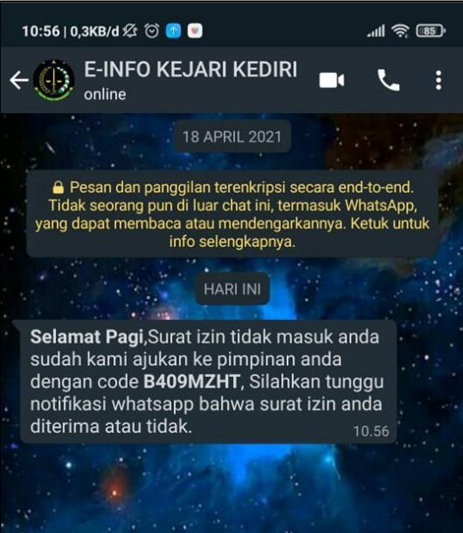 10:56 | 0,3KB/d
85
E-INFO KEJARI KEDIRI
online
18 APRIL 2021
Pesan dan panggilan terenkripsi secara end-to-end.
Tidak seorang pun di luar chat ini, termasuk WhatsApp,
yang dapat membaca atau mendengarkannya. Ketuk untuk
info selengkapnya.
HARI INI
Selamat Pagi,Surat izin tidak masuk anda
sudah kami ajukan ke pimpinan anda
dengan code B409MZHT, Silahkan tunggu
notifikasi whatsapp bahwa surat izin anda
diterima atau tidak.
10.56